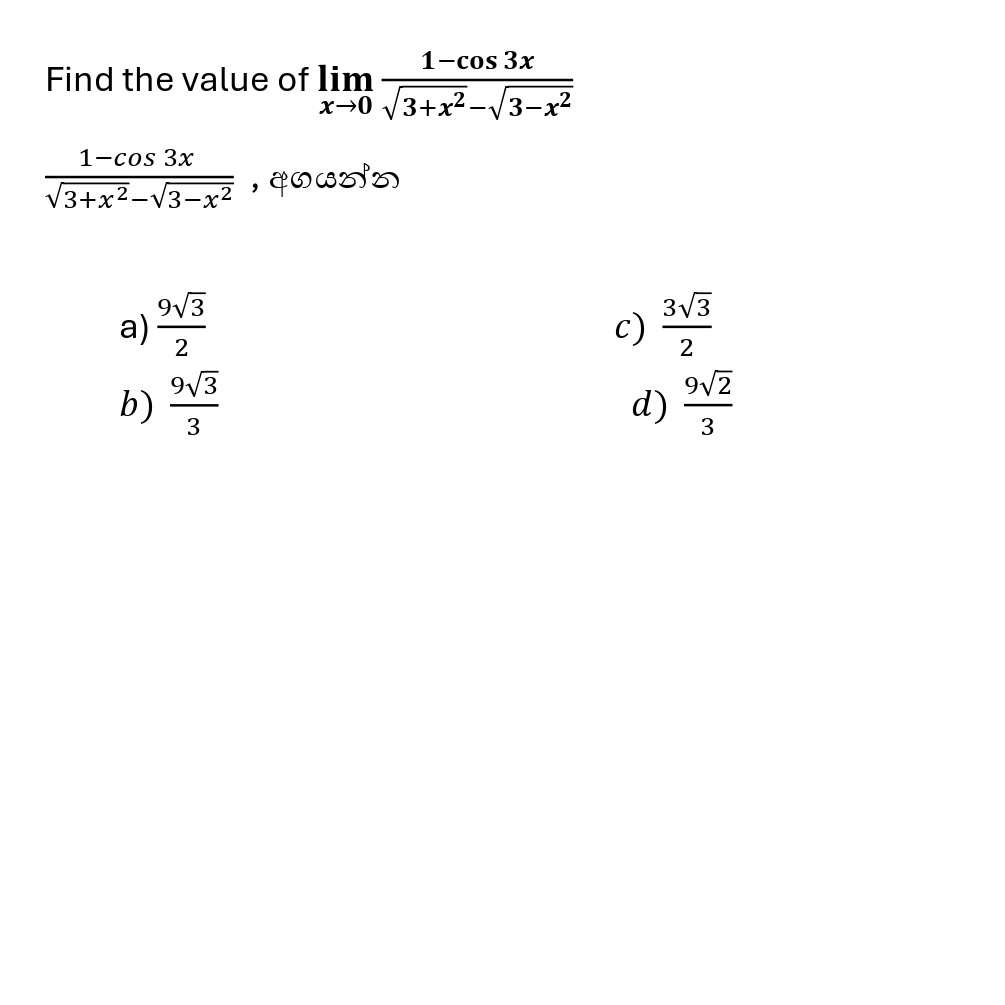 Find the value of $\lim_{x \to 0} \frac{1-\cos 3x}{\sqrt{3+x^2}-\sqrt{3-x^2}}$
$\frac{1-cos\ 3x}{\sqrt{3+x^2}-\sqrt{3-x^2}}$ , අගයන්න
a) $\frac{9\sqrt{3}}{2}$ c) $\frac{3\sqrt{3}}{2}$
b) $\frac{9\sqrt{3}}{3}$ d) $\frac{9\sqrt{2}}{3}$